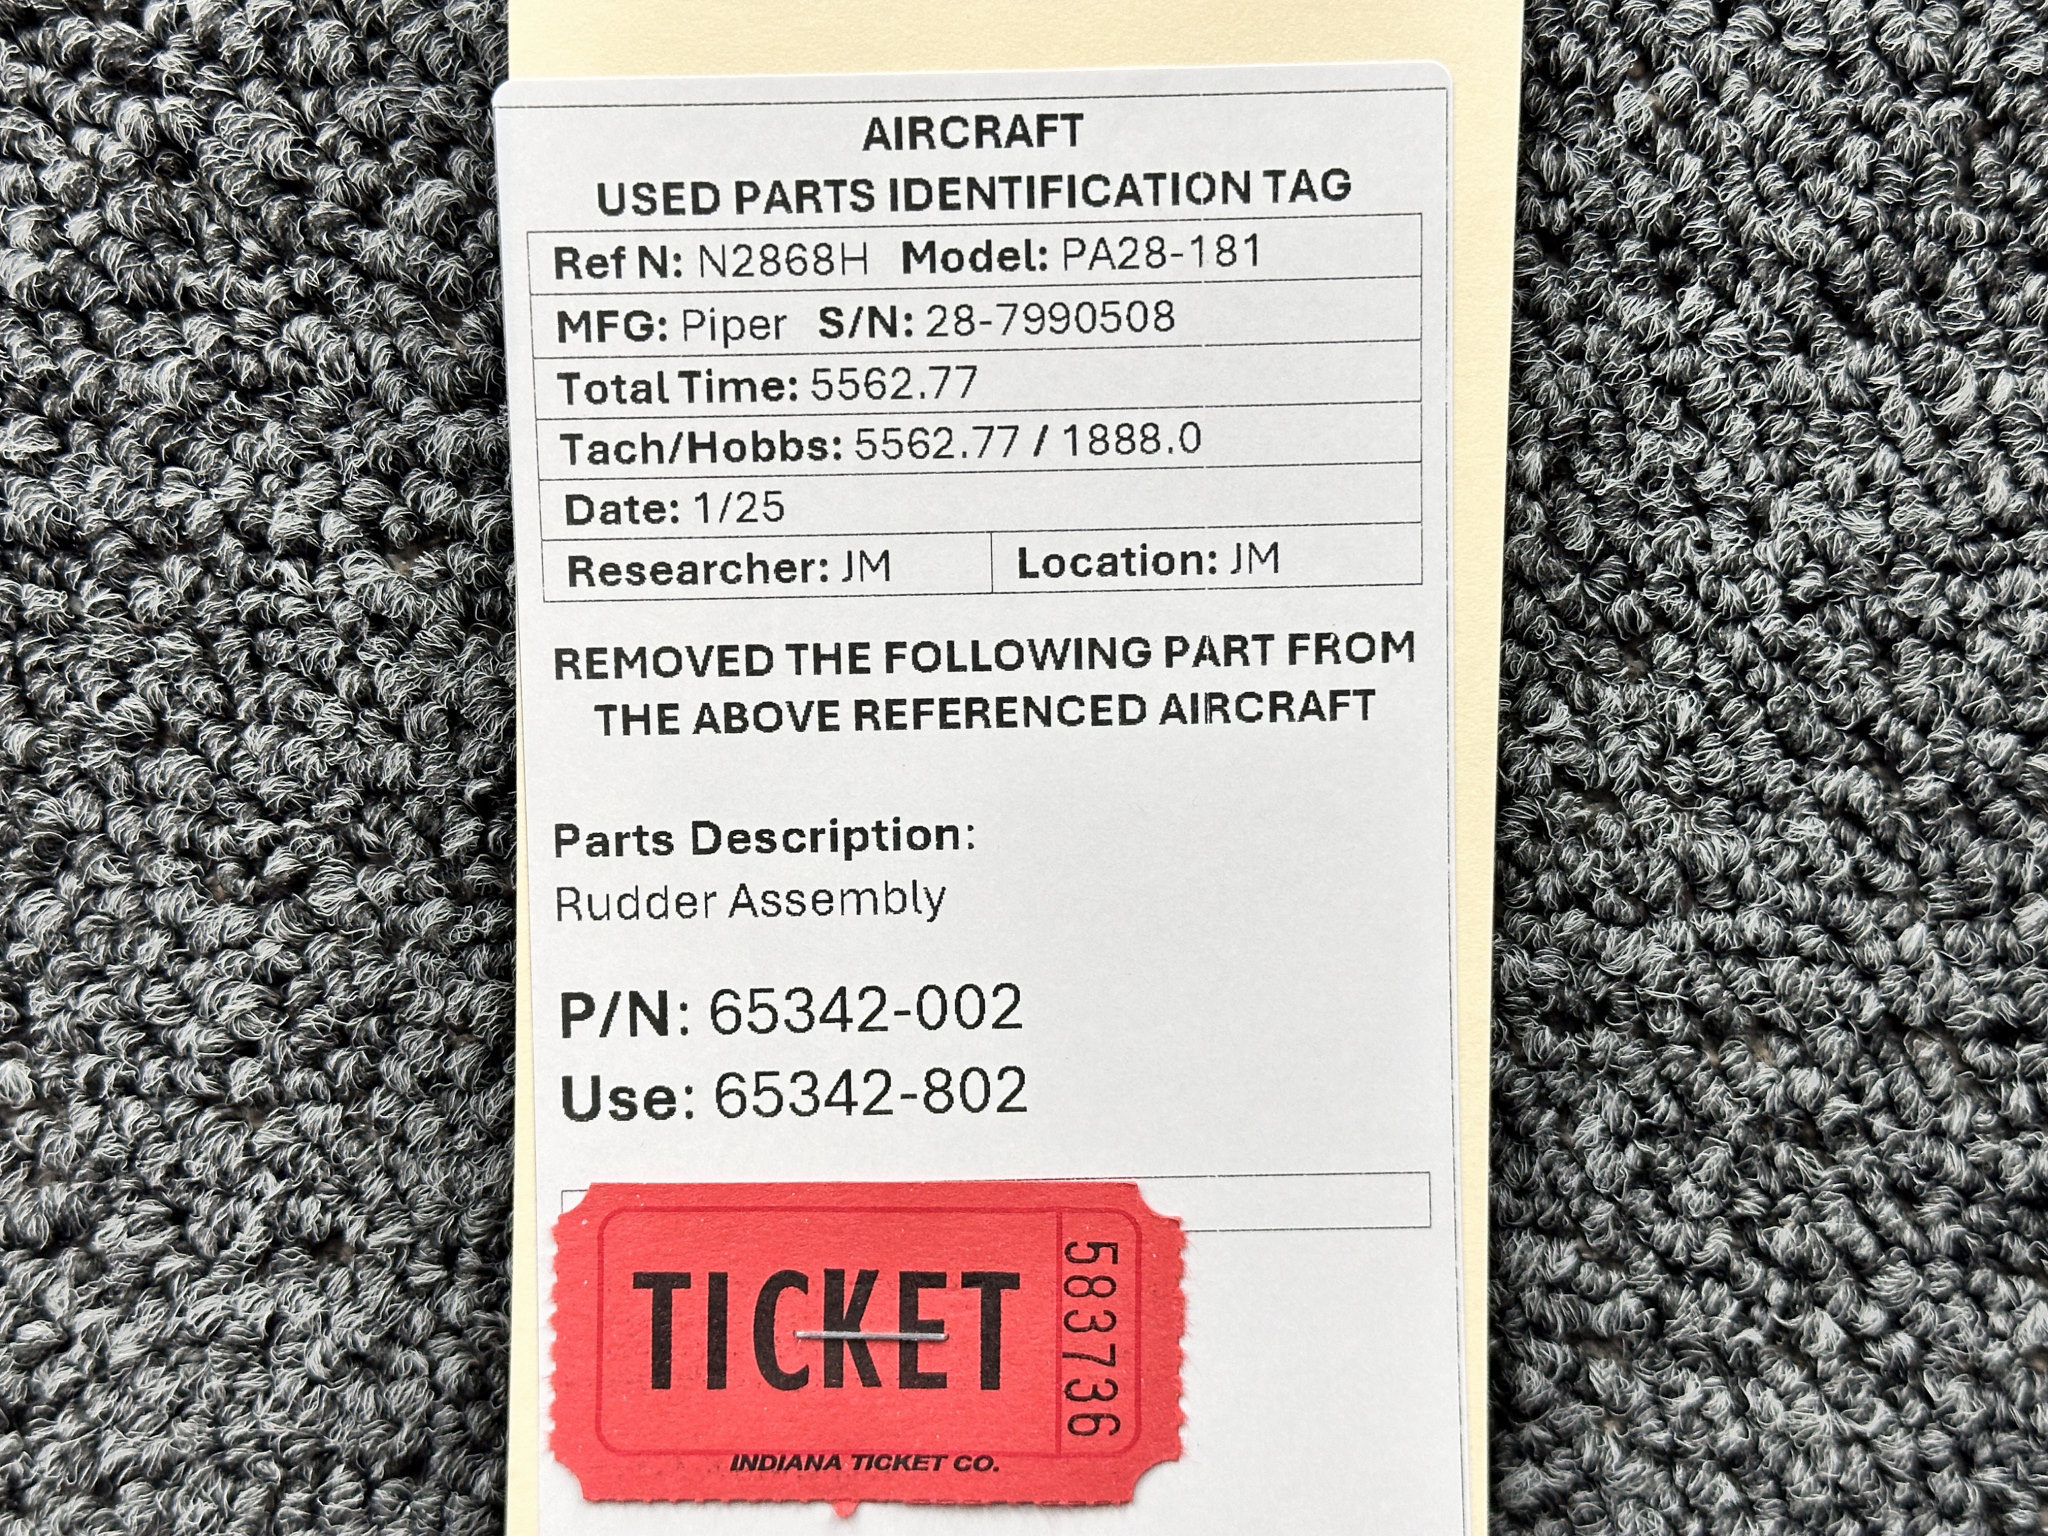 AIRCRAFT
USED PARTS IDENTIFICATION TAG
Ref N: N2868H Model: PA28-181
MFG: Piper S/N: 28-7990508
Total Time: 5562.77
Tach/Hobbs: 5562.77 / 1888.0
Date: 1/25
Researcher: JM Location: JM
REMOVED THE FOLLOWING PART FROM
THE ABOVE REFERENCED AIRCRAFT
Parts Description:
Rudder Assembly
P/N: 65342-002
Use: 65342-802
TICKET
583736
INDIANA TICKET CO.